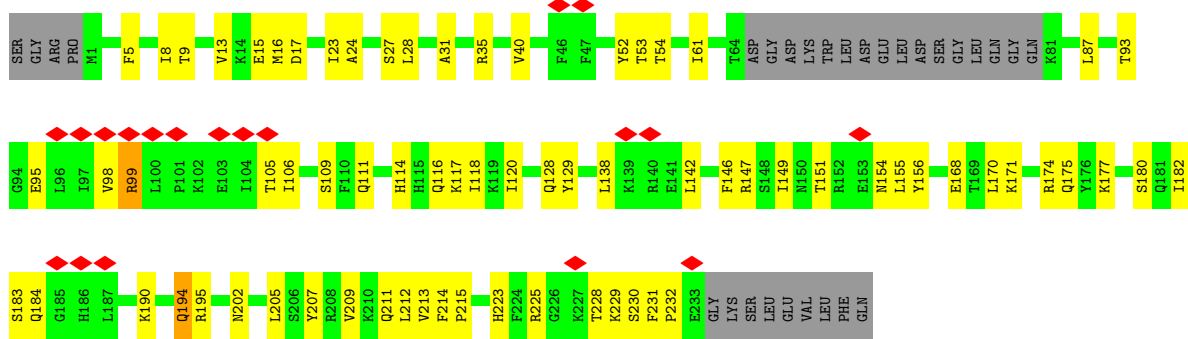 SER GLY ARG PRO M1 F5 I8 T9 V13 K14 E15 M16 D17 I23 A24 S27 L28 A31 R35 V40 F46 F47 Y52 T53 T54 I61 T64 ASP GLY ASP LYS TRP LEU ASP GLU LEU ASP SER GLY LEU GLN GLY GLN K81 L87 T93
G94 E95 L96 I97 V98 R99 L100 P101 K102 E103 I104 T105 I106 S109 F110 Q111 H114 H115 Q116 K117 I118 K119 I120 Q128 Y129 L138 K139 R140 E141 L142 F146 R147 S148 I149 N150 T151 R152 E153 N154 L155 Y156 E168 T169 L170 K171 R174 Q175 Y176 K177 S180 Q181 I182
S183 Q184 G185 H186 L187 K190 Q194 R195 N202 L205 S206 Y207 R208 V209 K210 Q211 L212 V213 F214 P215 H223 F224 R225 G226 K227 T228 K229 S230 F231 P232 E233 GLY LYS SER LEU GLU VAL LEU PHE GLN